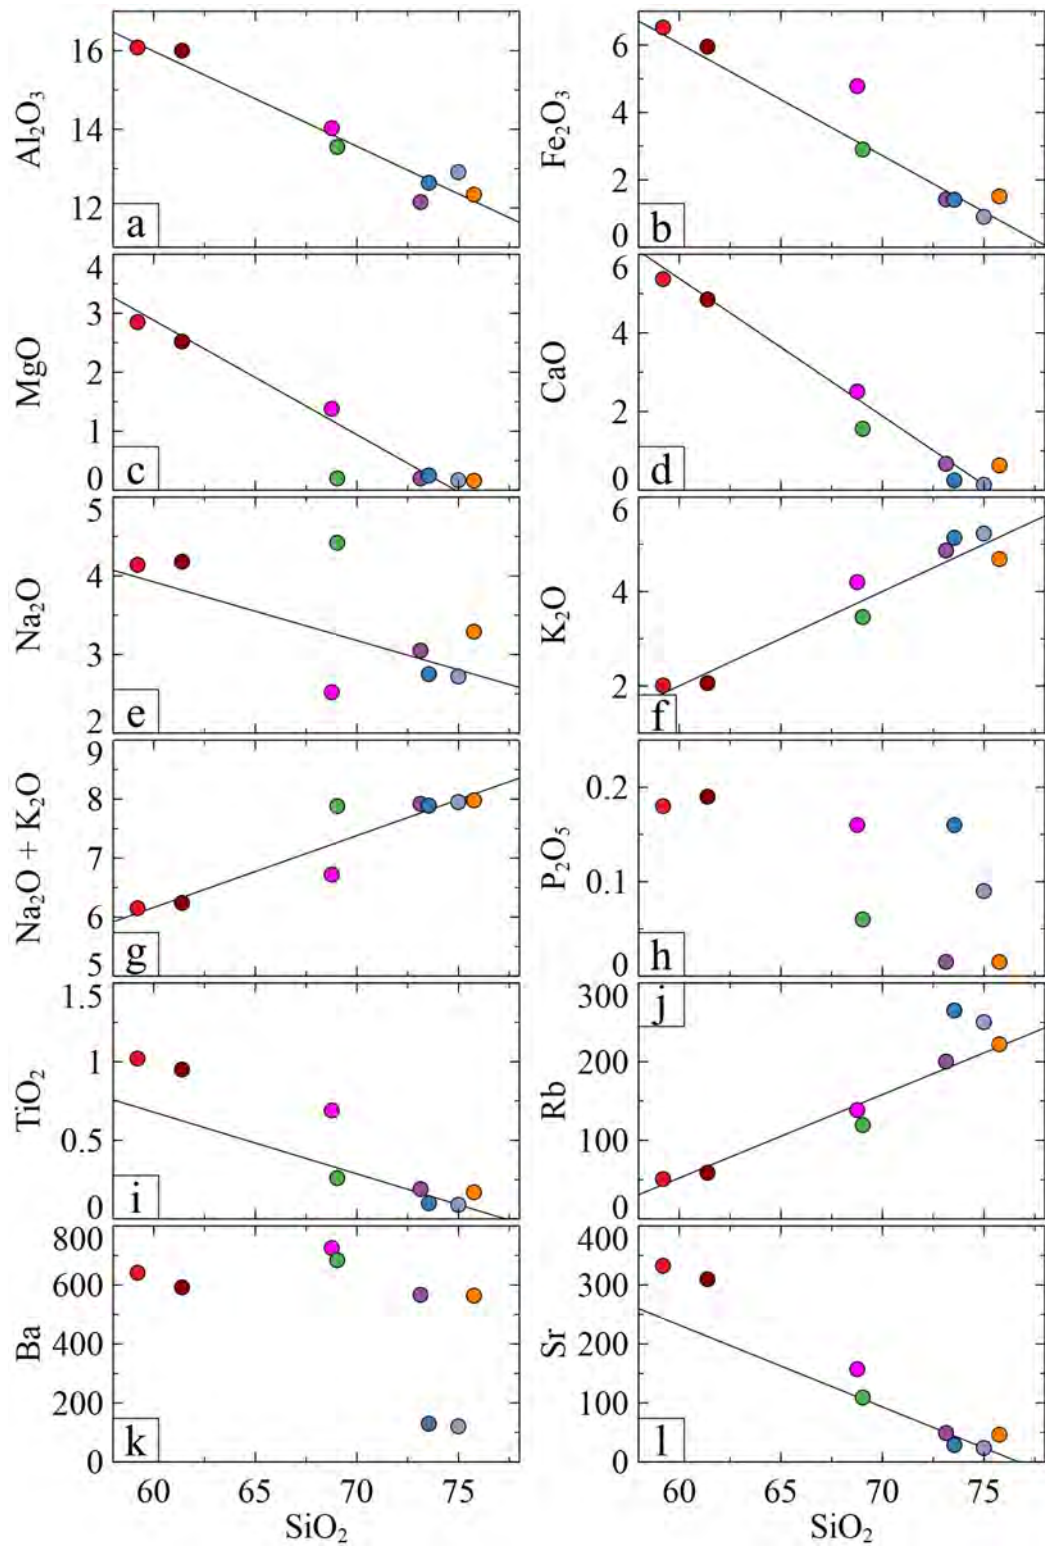 Al₂O₃
16
14
12
a
Fe₂O₃
6
4
2
0
b
MgO
4
3
2
1
0
c
CaO
6
4
2
0
d
Na₂O
5
4
3
2
e
K₂O
6
4
2
f
Na₂O + K₂O
9
8
7
6
5
g
P₂O₅
0.2
0.1
0
h
TiO₂
1.5
1
0.5
0
i
Rb
300
200
100
0
j
Ba
800
600
400
200
0
k
Sr
400
300
200
100
0
l
60 65 70 75
SiO₂
60 65 70 75
SiO₂